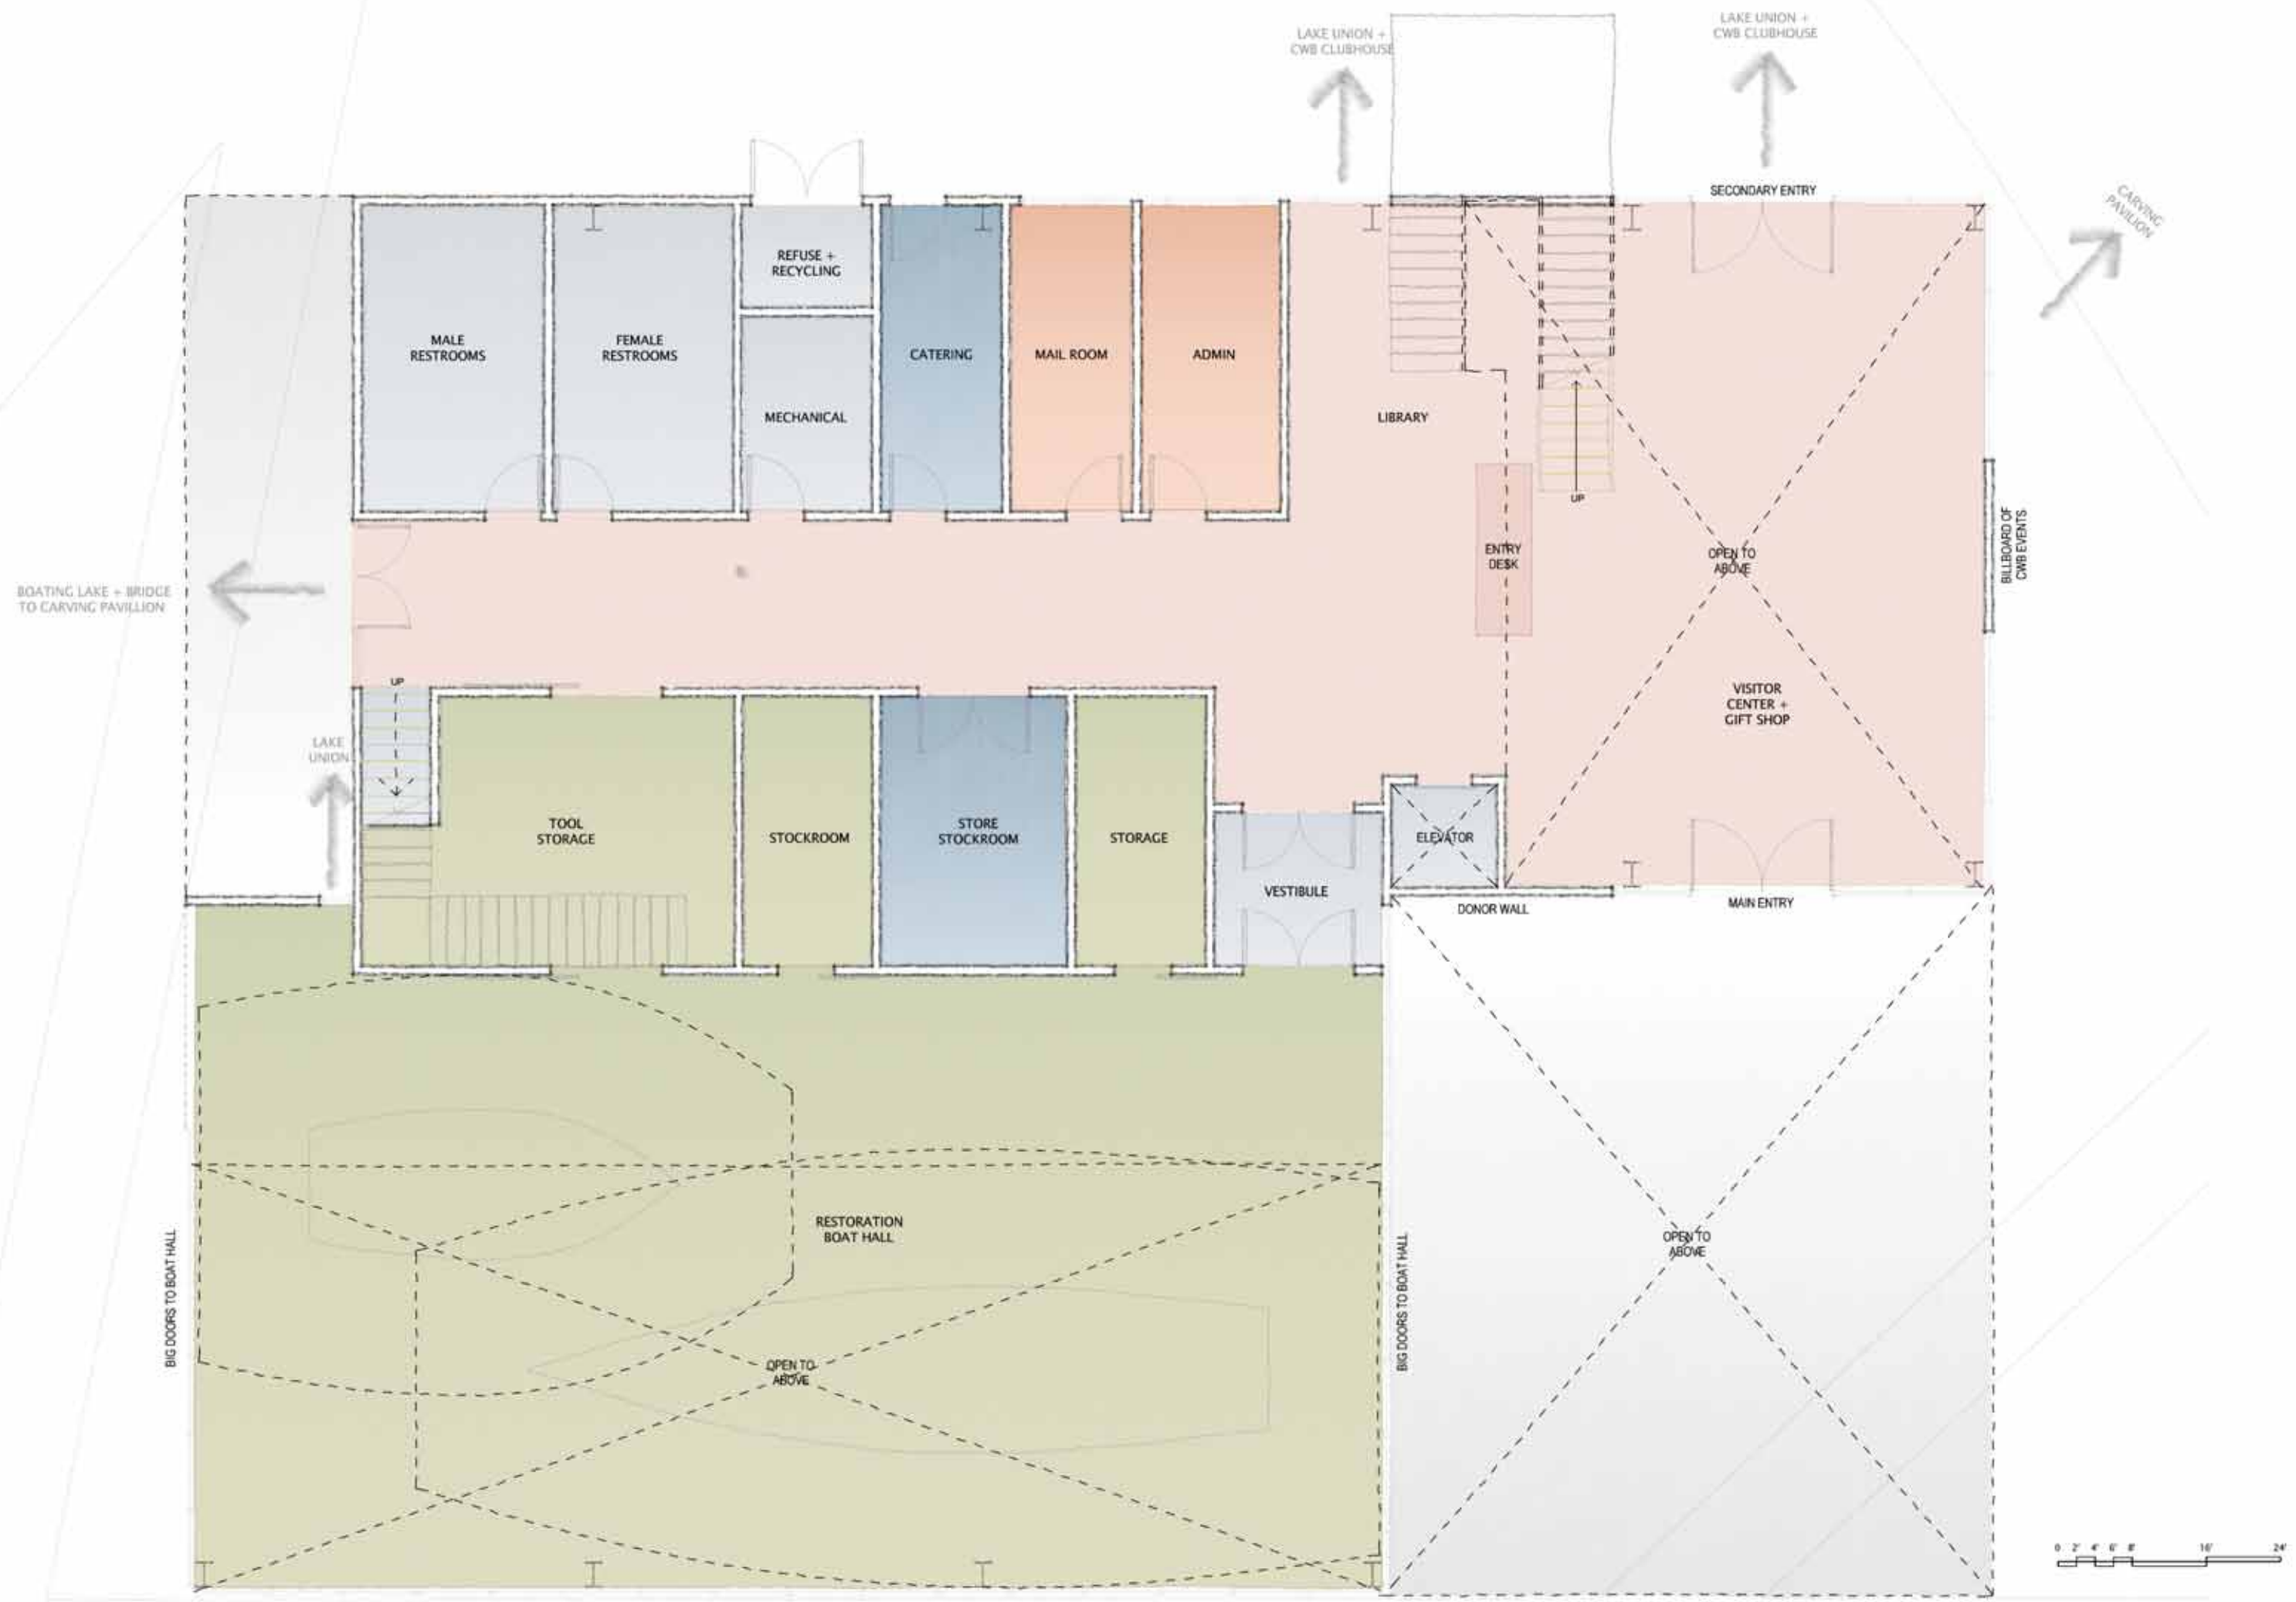 LAKE UNION +
CWB CLUBHOUSE
LAKE UNION +
CWB CLUBHOUSE
SECONDARY ENTRY
CARVING
PAVILION
REFUSE +
RECYCLING
MALE
RESTROOMS
FEMALE
RESTROOMS
CATERING
MAIL ROOM
ADMIN
MECHANICAL
LIBRARY
UP
ENTRY
DESK
OPEN TO
ABOVE
BILLBOARD OF
CWB EVENTS
BOATING LAKE + BRIDGE
TO CARVING PAVILLION
UP
VISITOR
CENTER +
GIFT SHOP
LAKE
UNION
TOOL
STORAGE
STOCKROOM
STORE
STOCKROOM
STORAGE
ELEVATOR
VESTIBULE
DONOR WALL
MAIN ENTRY
RESTORATION
BOAT HALL
BIG DOORS TO BOAT HALL
BIG DOORS TO BOAT HALL
OPEN TO
ABOVE
OPEN TO
ABOVE
0 2' 4' 6' 8' 16' 24'